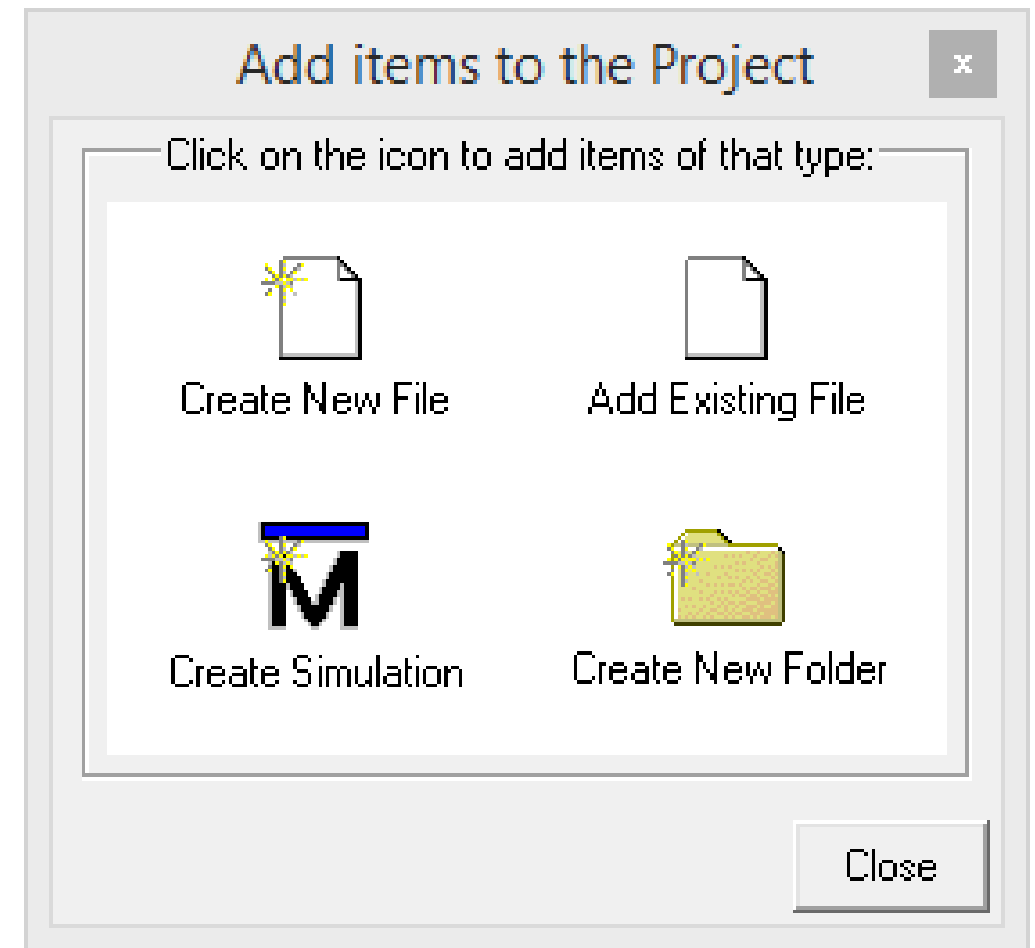 Add items to the Project
x
Click on the icon to add items of that type:
Create New File
Add Existing File
M
Create Simulation
Create New Folder
Close